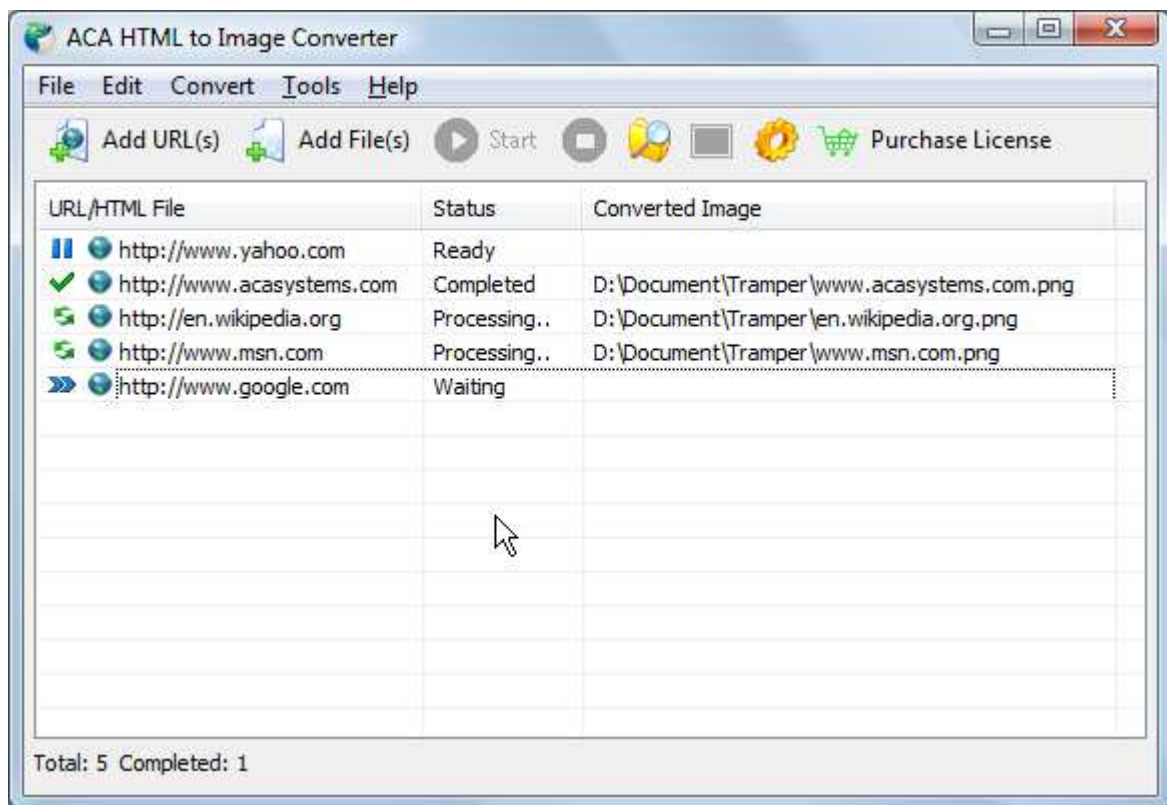 ACA HTML to Image Converter
File Edit Convert Tools Help
Add URL(s) Add File(s) Start Purchase License
URL/HTML File Status Converted Image
http://www.yahoo.com Ready
http://www.acasystems.com Completed D:\Document\Tramper\www.acasystems.com.png
http://en.wikipedia.org Processing.. D:\Document\Tramper\en.wikipedia.org.png
http://www.msn.com Processing.. D:\Document\Tramper\www.msn.com.png
http://www.google.com Waiting
Total: 5 Completed: 1